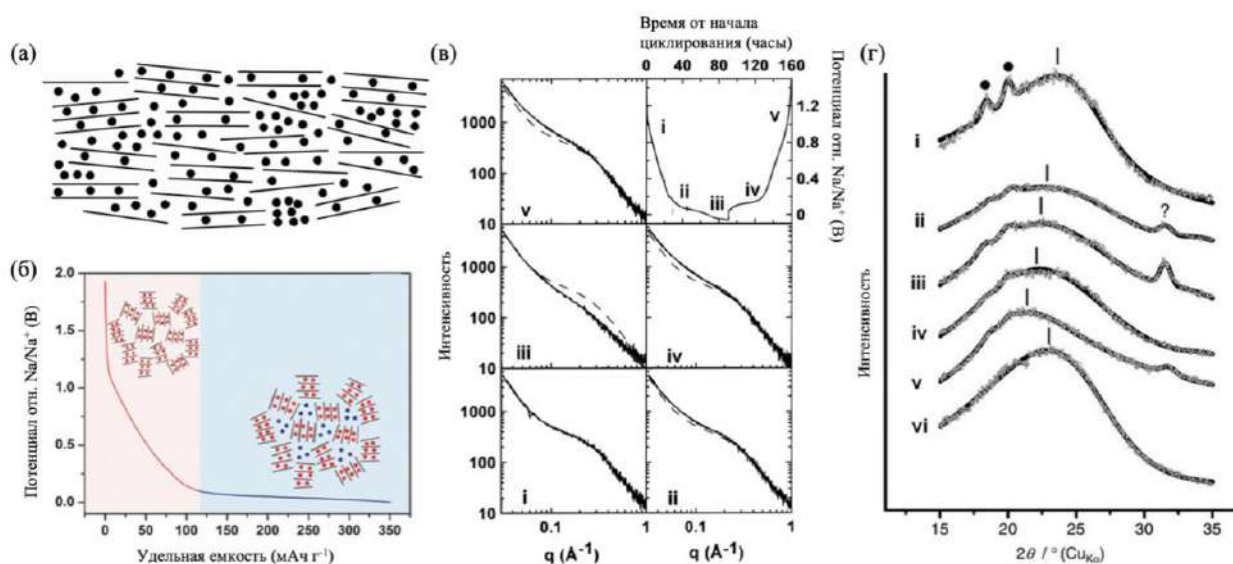 (а)
(б)
Потенциал отн. Na/Na⁺ (В)
2.0
1.5
1.0
0.5
0.0
0 50 100 150 200 250 300 350
Удельная емкость (мАч г⁻¹)
(в)
Время от начала
циклирования (часы)
0 40 80 120 160
Потенциал отн. Na/Na⁺ (В)
1.2
0.8
0.4
0
i
ii
iii
iv
v
Интенсивность
1000
100
10
v
1000
100
10
iii
iv
1000
100
10
i
ii
0.1 1 0.1 1
q (Å⁻¹) q (Å⁻¹)
(г)
Интенсивность
i
ii
?
iii
iv
v
vi
15 20 25 30 35
2θ / ° (CuKα)